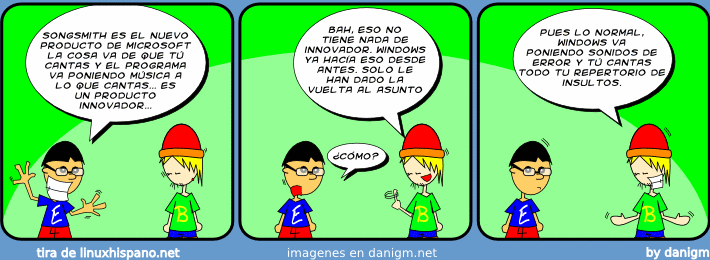 SONGSMITH ES EL NUEVO
PRODUCTO DE MICROSOFT
LA COSA VA DE QUE TÚ
CANTAS Y EL PROGRAMA
VA PONIENDO MÚSICA A
LO QUE CANTAS... ES
UN PRODUCTO
INNOVADOR...
E
B
BAH, ESO NO
TIENE NADA DE
INNOVADOR. WINDOWS
YA HACÍA ESO DESDE
ANTES. SOLO LE
HAN DADO LA
VUELTA AL ASUNTO
¿CÓMO?
E
B
PUES LO NORMAL,
WINDOWS VA
PONIENDO SONIDOS DE
ERROR Y TÚ CANTAS
TODO TU REPERTORIO DE
INSULTOS.
E
B
tira de linuxhispano.net
imagenes en danigm.net
by danigm